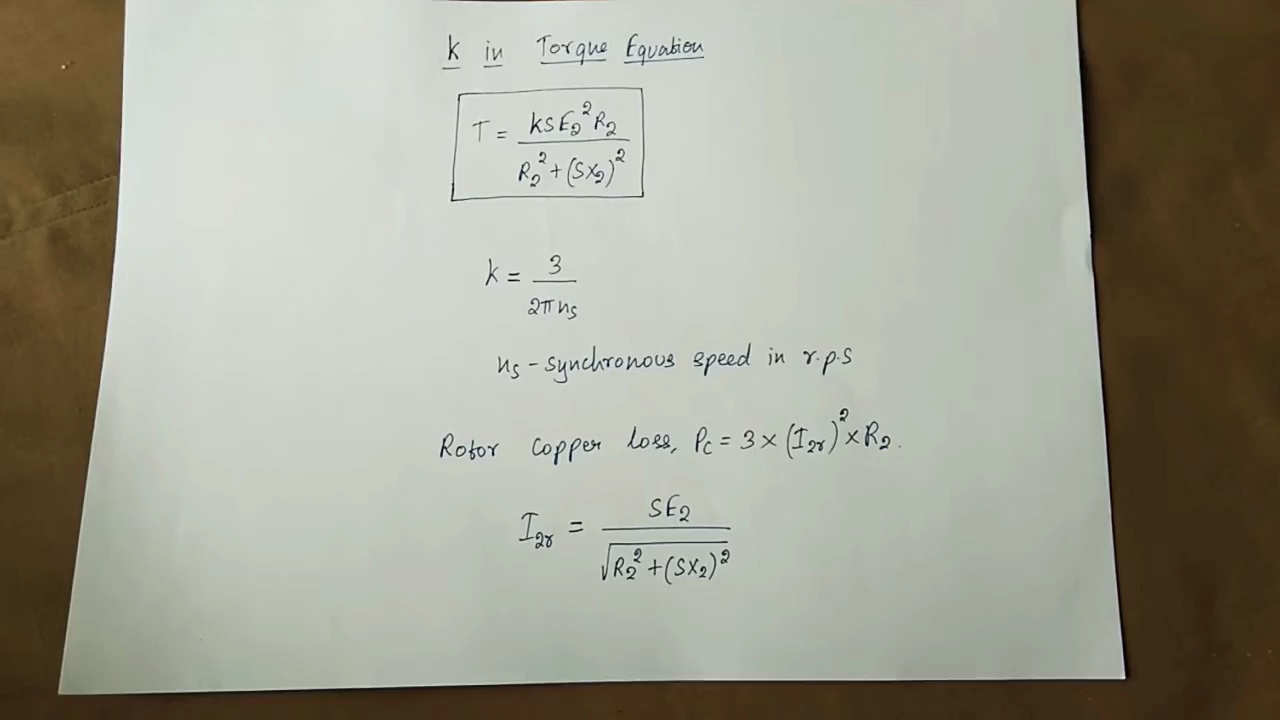 k in Torque Equation
T = kSE₂²R₂ / R₂² + (SX₂)²
k = 3 / 2πnₛ
nₛ - synchronous speed in r.p.s
Rotor copper loss, Pc = 3 × (I₂ᵣ)² × R₂.
I₂ᵣ = SE₂ / √R₂² + (SX₂)²